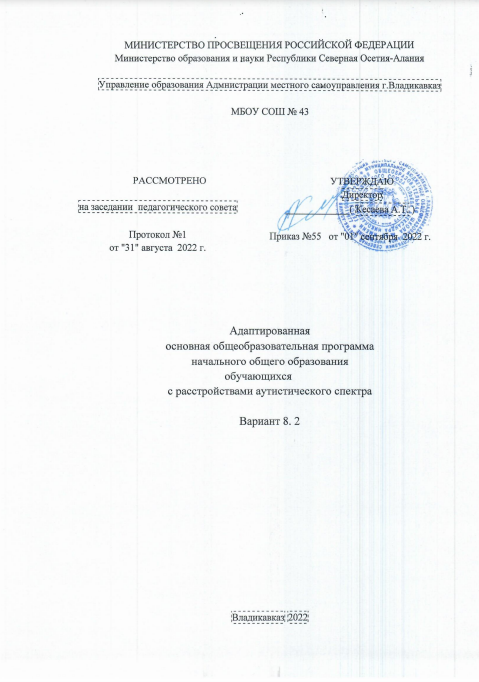 МИНИСТЕРСТВО ПРОСВЕЩЕНИЯ РОССИЙСКОЙ ФЕДЕРАЦИИ
Министерство образования и науки Республики Северная Осетия-Алания
Управление образования Адмнистрации местного самоуправления г.Владикавказ
МБОУ СОШ № 43
РАССМОТРЕНО
на заседании педагогического совета
Протокол №1
от "31" августа 2022 г.
УТВЕРЖДАЮ
Директор
( Кесаева А.Т.)
Приказ №55 от "01" сентября 2022 г.
Адаптированная
основная общеобразовательная программа
начального общего образования
обучающихся
с расстройствами аутистического спектра
Вариант 8. 2
Владикавказ 2022